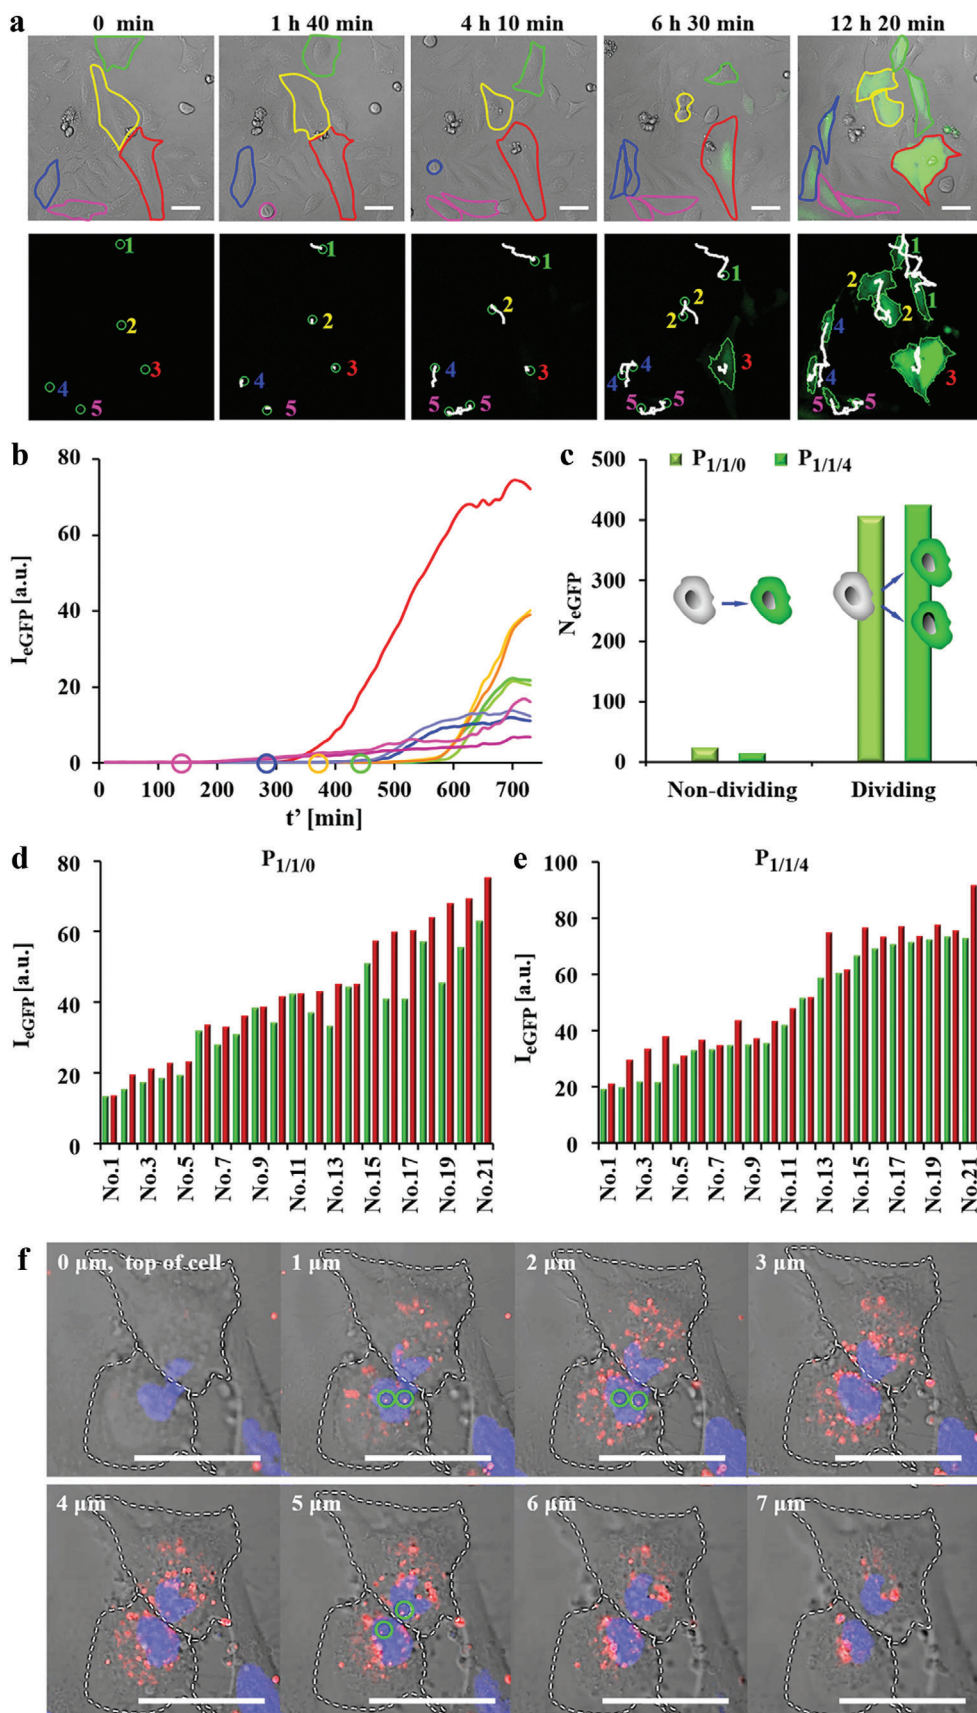 a
0 min 1 h 40 min 4 h 10 min 6 h 30 min 12 h 20 min
1 1 1 1 1
2 2 2 2 2 2 2
3 3 3 3
4 4 4 4 4 4
5 5 5 5 5 5 5
b
I_eGFP [a.u.]
80
60
40
20
0
0 100 200 300 400 500 600 700
t' [min]
c
P1/1/0 P1/1/4
N_eGFP
500
400
300
200
100
0
Non-dividing Dividing
d
P1/1/0
I_eGFP [a.u.]
80
60
40
20
0
No.1 No.3 No.5 No.7 No.9 No.11 No.13 No.15 No.17 No.19 No.21
e
P1/1/4
I_eGFP [a.u.]
100
80
60
40
20
0
No.1 No.3 No.5 No.7 No.9 No.11 No.13 No.15 No.17 No.19 No.21
f
0 µm, top of cell 1 µm 2 µm 3 µm
4 µm 5 µm 6 µm 7 µm